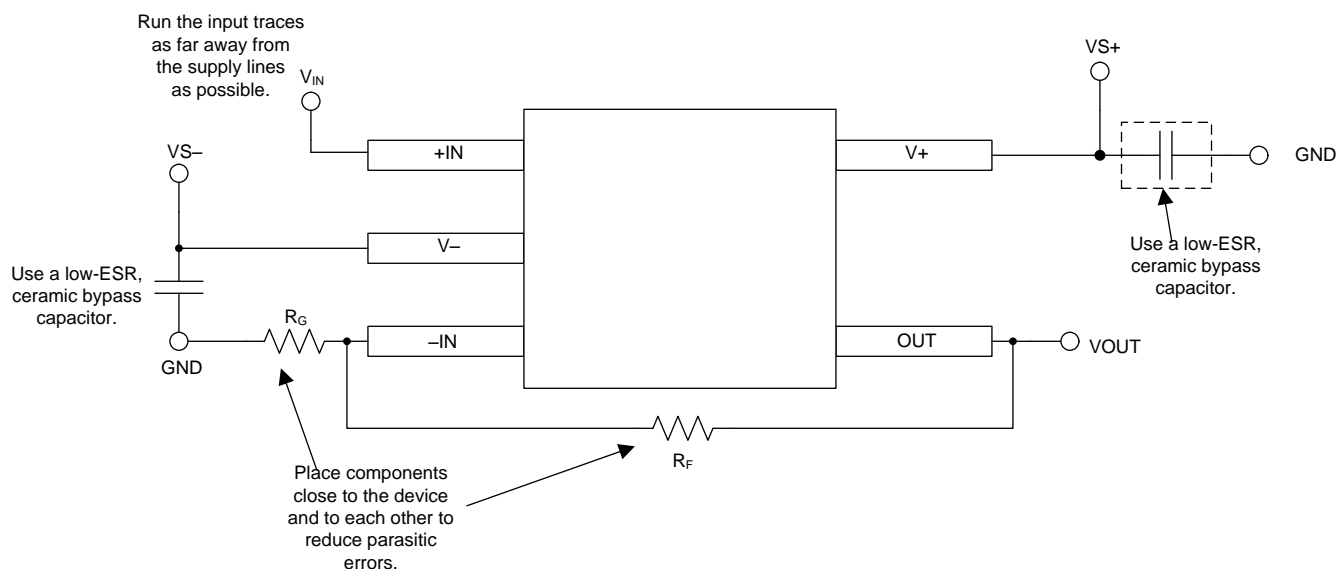 Run the input traces
as far away from
the supply lines
as possible.
VIN
VS+
VS–
+IN
V+
GND
V–
Use a low-ESR,
ceramic bypass
capacitor.
Use a low-ESR,
ceramic bypass
capacitor.
RG
–IN
OUT
VOUT
GND
RF
Place components
close to the device
and to each other to
reduce parasitic
errors.